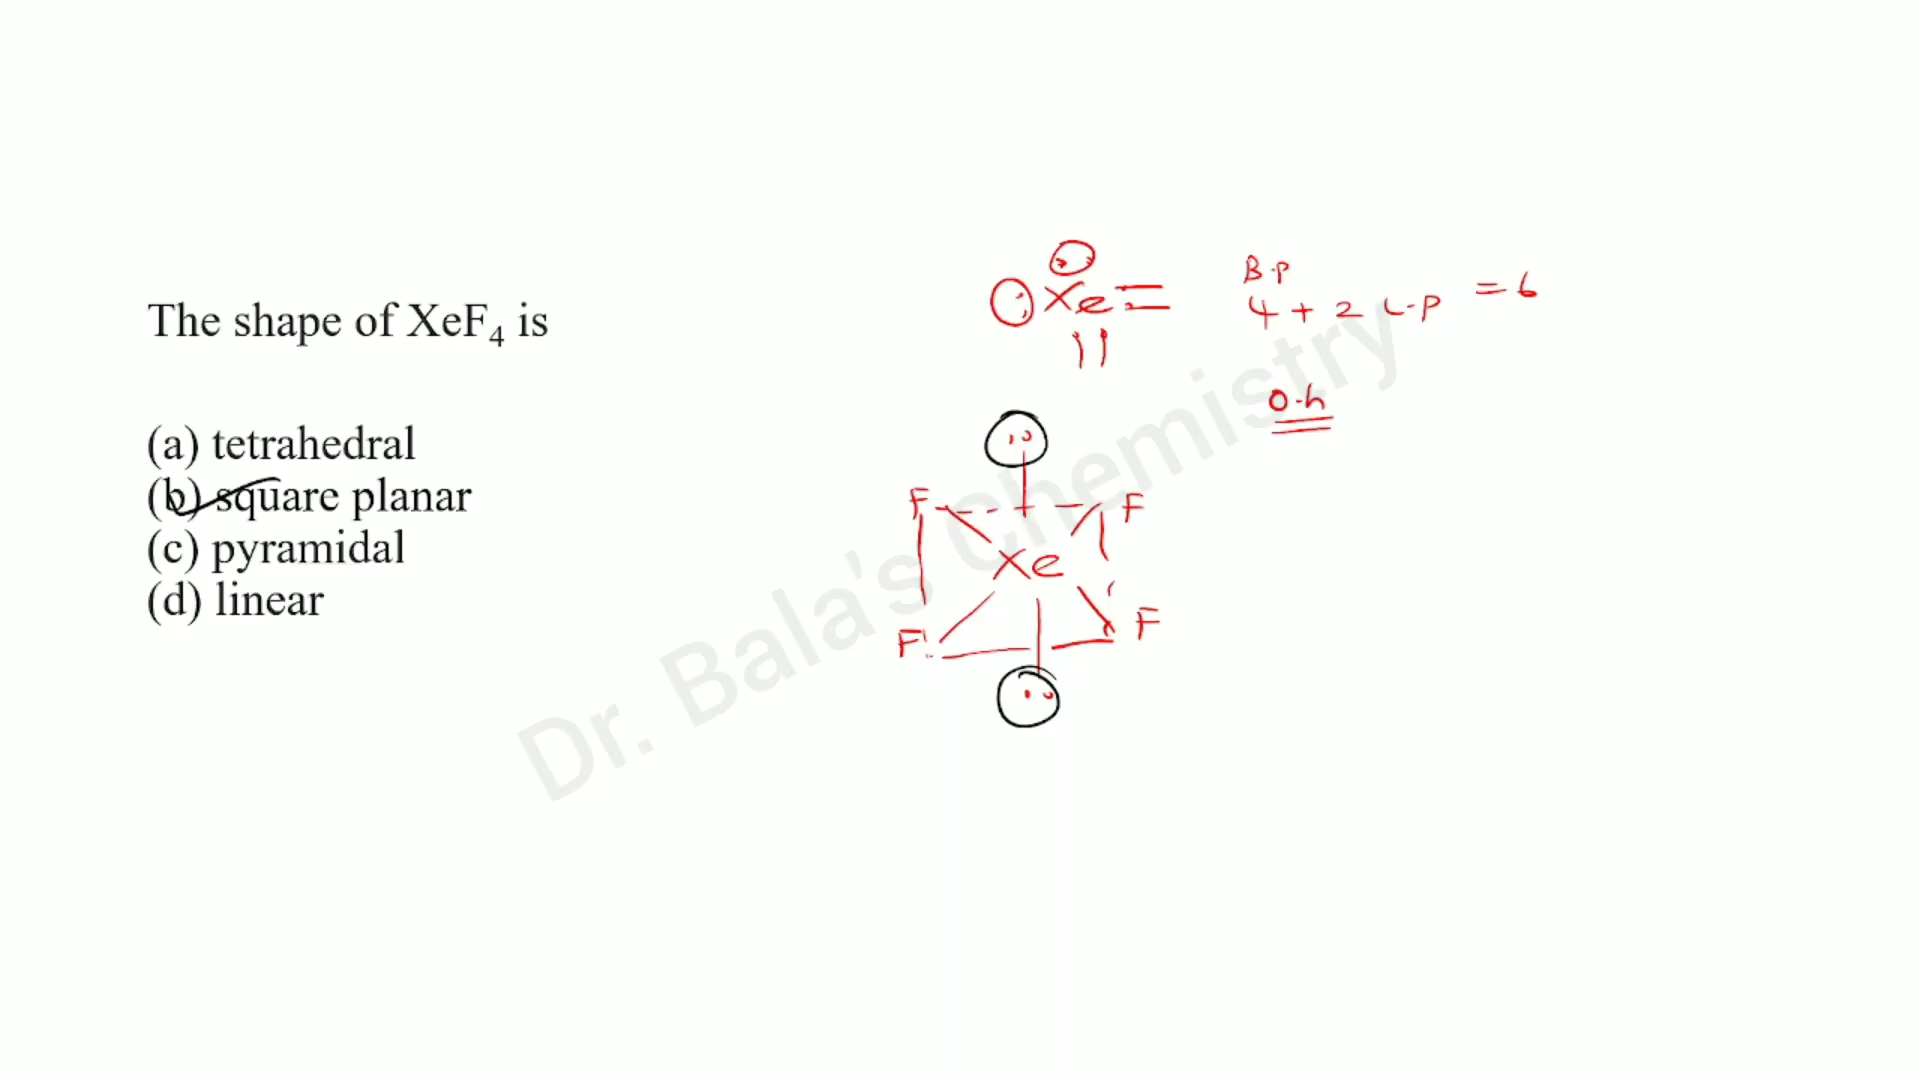 The shape of XeF4 is
(a) tetrahedral
(b) square planar
(c) pyramidal
(d) linear
Xe
B.P
4 + 2 L.P = 6
O.h
F F
Xe
F F
Dr. Bala's Chemistry